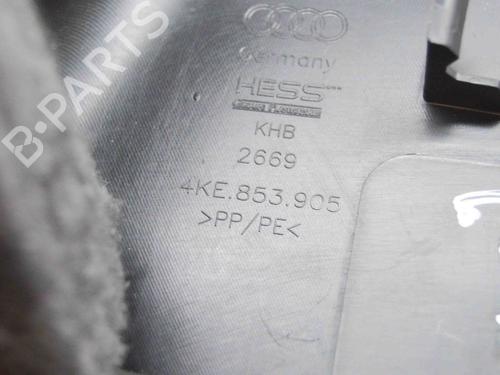 Germany
HESS
KHB
2669
4KE.853.905
>PP/PE<
B-PARTS